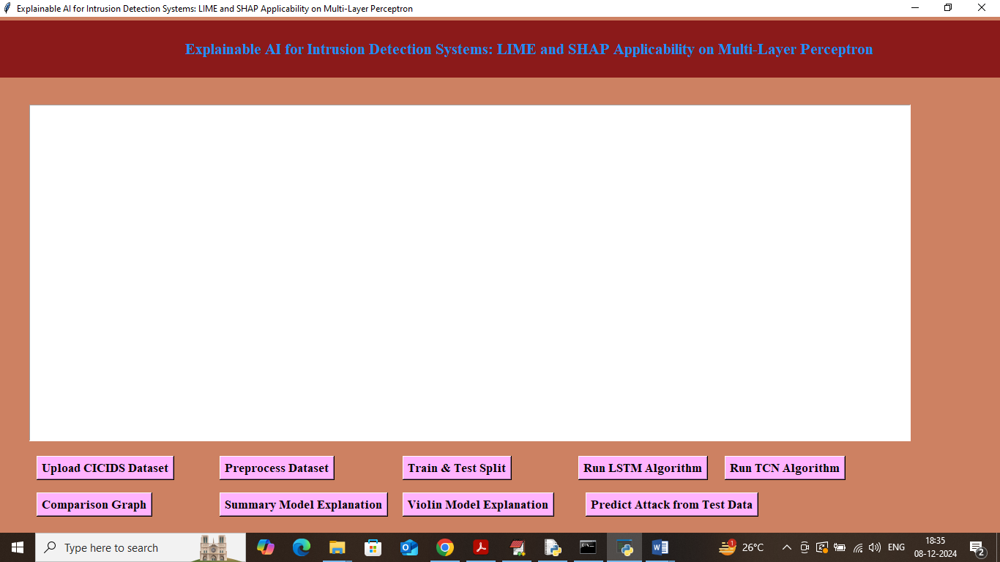 Explainable AI for Intrusion Detection Systems: LIME and SHAP Applicability on Multi-Layer Perceptron
Explainable AI for Intrusion Detection Systems: LIME and SHAP Applicability on Multi-Layer Perceptron
Upload CICIDS Dataset Preprocess Dataset Train & Test Split Run LSTM Algorithm Run TCN Algorithm
Comparison Graph Summary Model Explanation Violin Model Explanation Predict Attack from Test Data
Type here to search 1 26°C ENG 18:35
08-12-2024 2